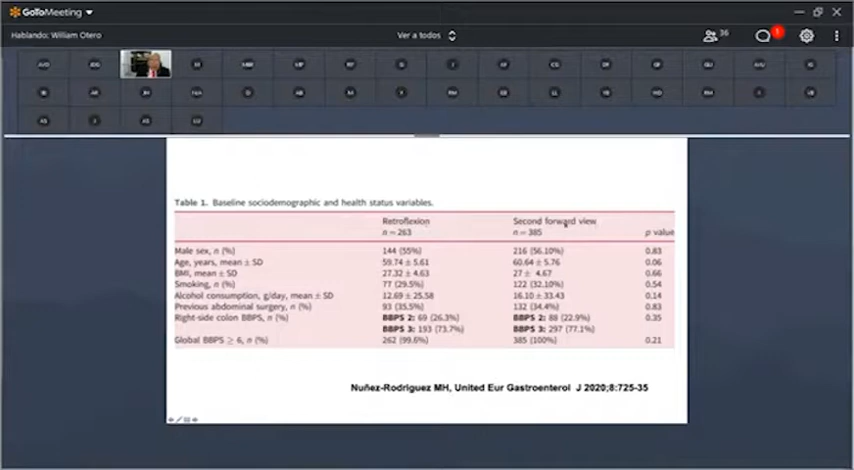 GoToMeeting
Hablando: William Otero
Ver a todos
36
1
Table 1. Baseline sociodemographic and health status variables.
Retroflexion Second forward view
n = 263 n = 385 p value
Male sex, n (%) 144 (55%) 216 (56.10%) 0.83
Age, years, mean ± SD 59.74 ± 5.61 60.64 ± 5.76 0.06
BMI, mean ± SD 27.32 ± 4.63 27 ± 4.67 0.66
Smoking, n (%) 77 (29.5%) 122 (32.10%) 0.54
Alcohol consumption, g/day, mean ± SD 12.69 ± 25.58 16.10 ± 33.43 0.14
Previous abdominal surgery, n (%) 93 (35.5%) 132 (34.4%) 0.83
Right-side colon BBPS, n (%) BBPS 2: 69 (26.3%) BBPS 2: 88 (22.9%) 0.35
BBPS 3: 193 (73.7%) BBPS 3: 297 (77.1%)
Global BBPS ≥ 6, n (%) 262 (99.6%) 385 (100%) 0.21
Nuñez-Rodriguez MH, United Eur Gastroenterol J 2020;8:725-35